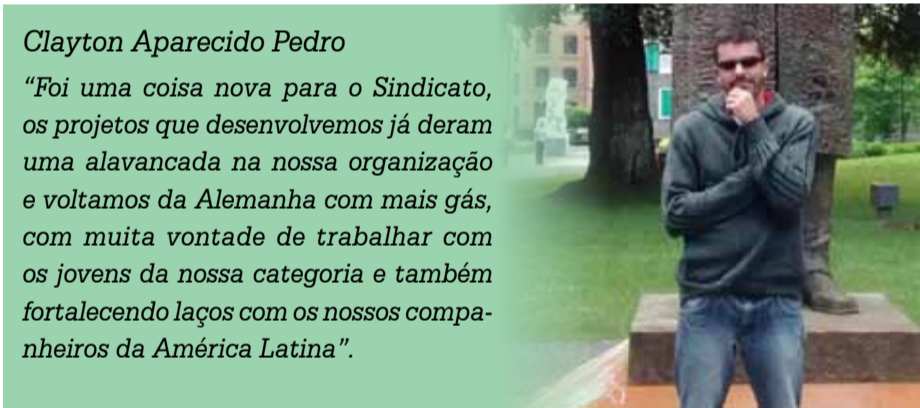 Clayton Aparecido Pedro
“Foi uma coisa nova para o Sindicato,
os projetos que desenvolvemos já deram
uma alavancada na nossa organização
e voltamos da Alemanha com mais gás,
com muita vontade de trabalhar com
os jovens da nossa categoria e também
fortalecendo laços com os nossos compa-
nheiros da América Latina”.